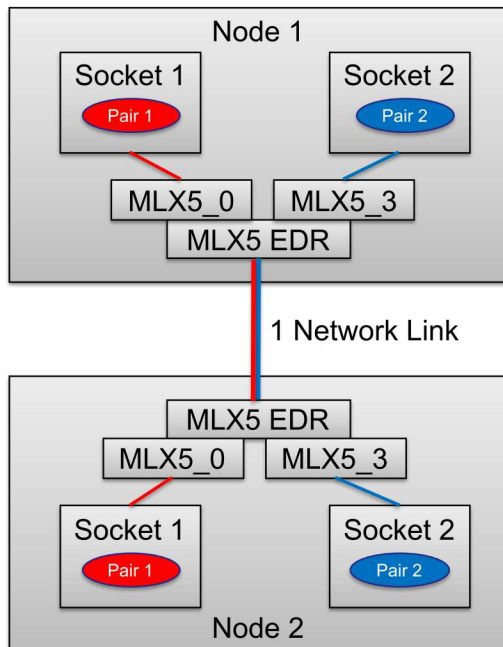 Node 1
Socket 1
Socket 2
Pair 1
Pair 2
MLX5_0
MLX5_3
MLX5 EDR
1 Network Link
MLX5 EDR
MLX5_0
MLX5_3
Socket 1
Socket 2
Pair 1
Pair 2
Node 2